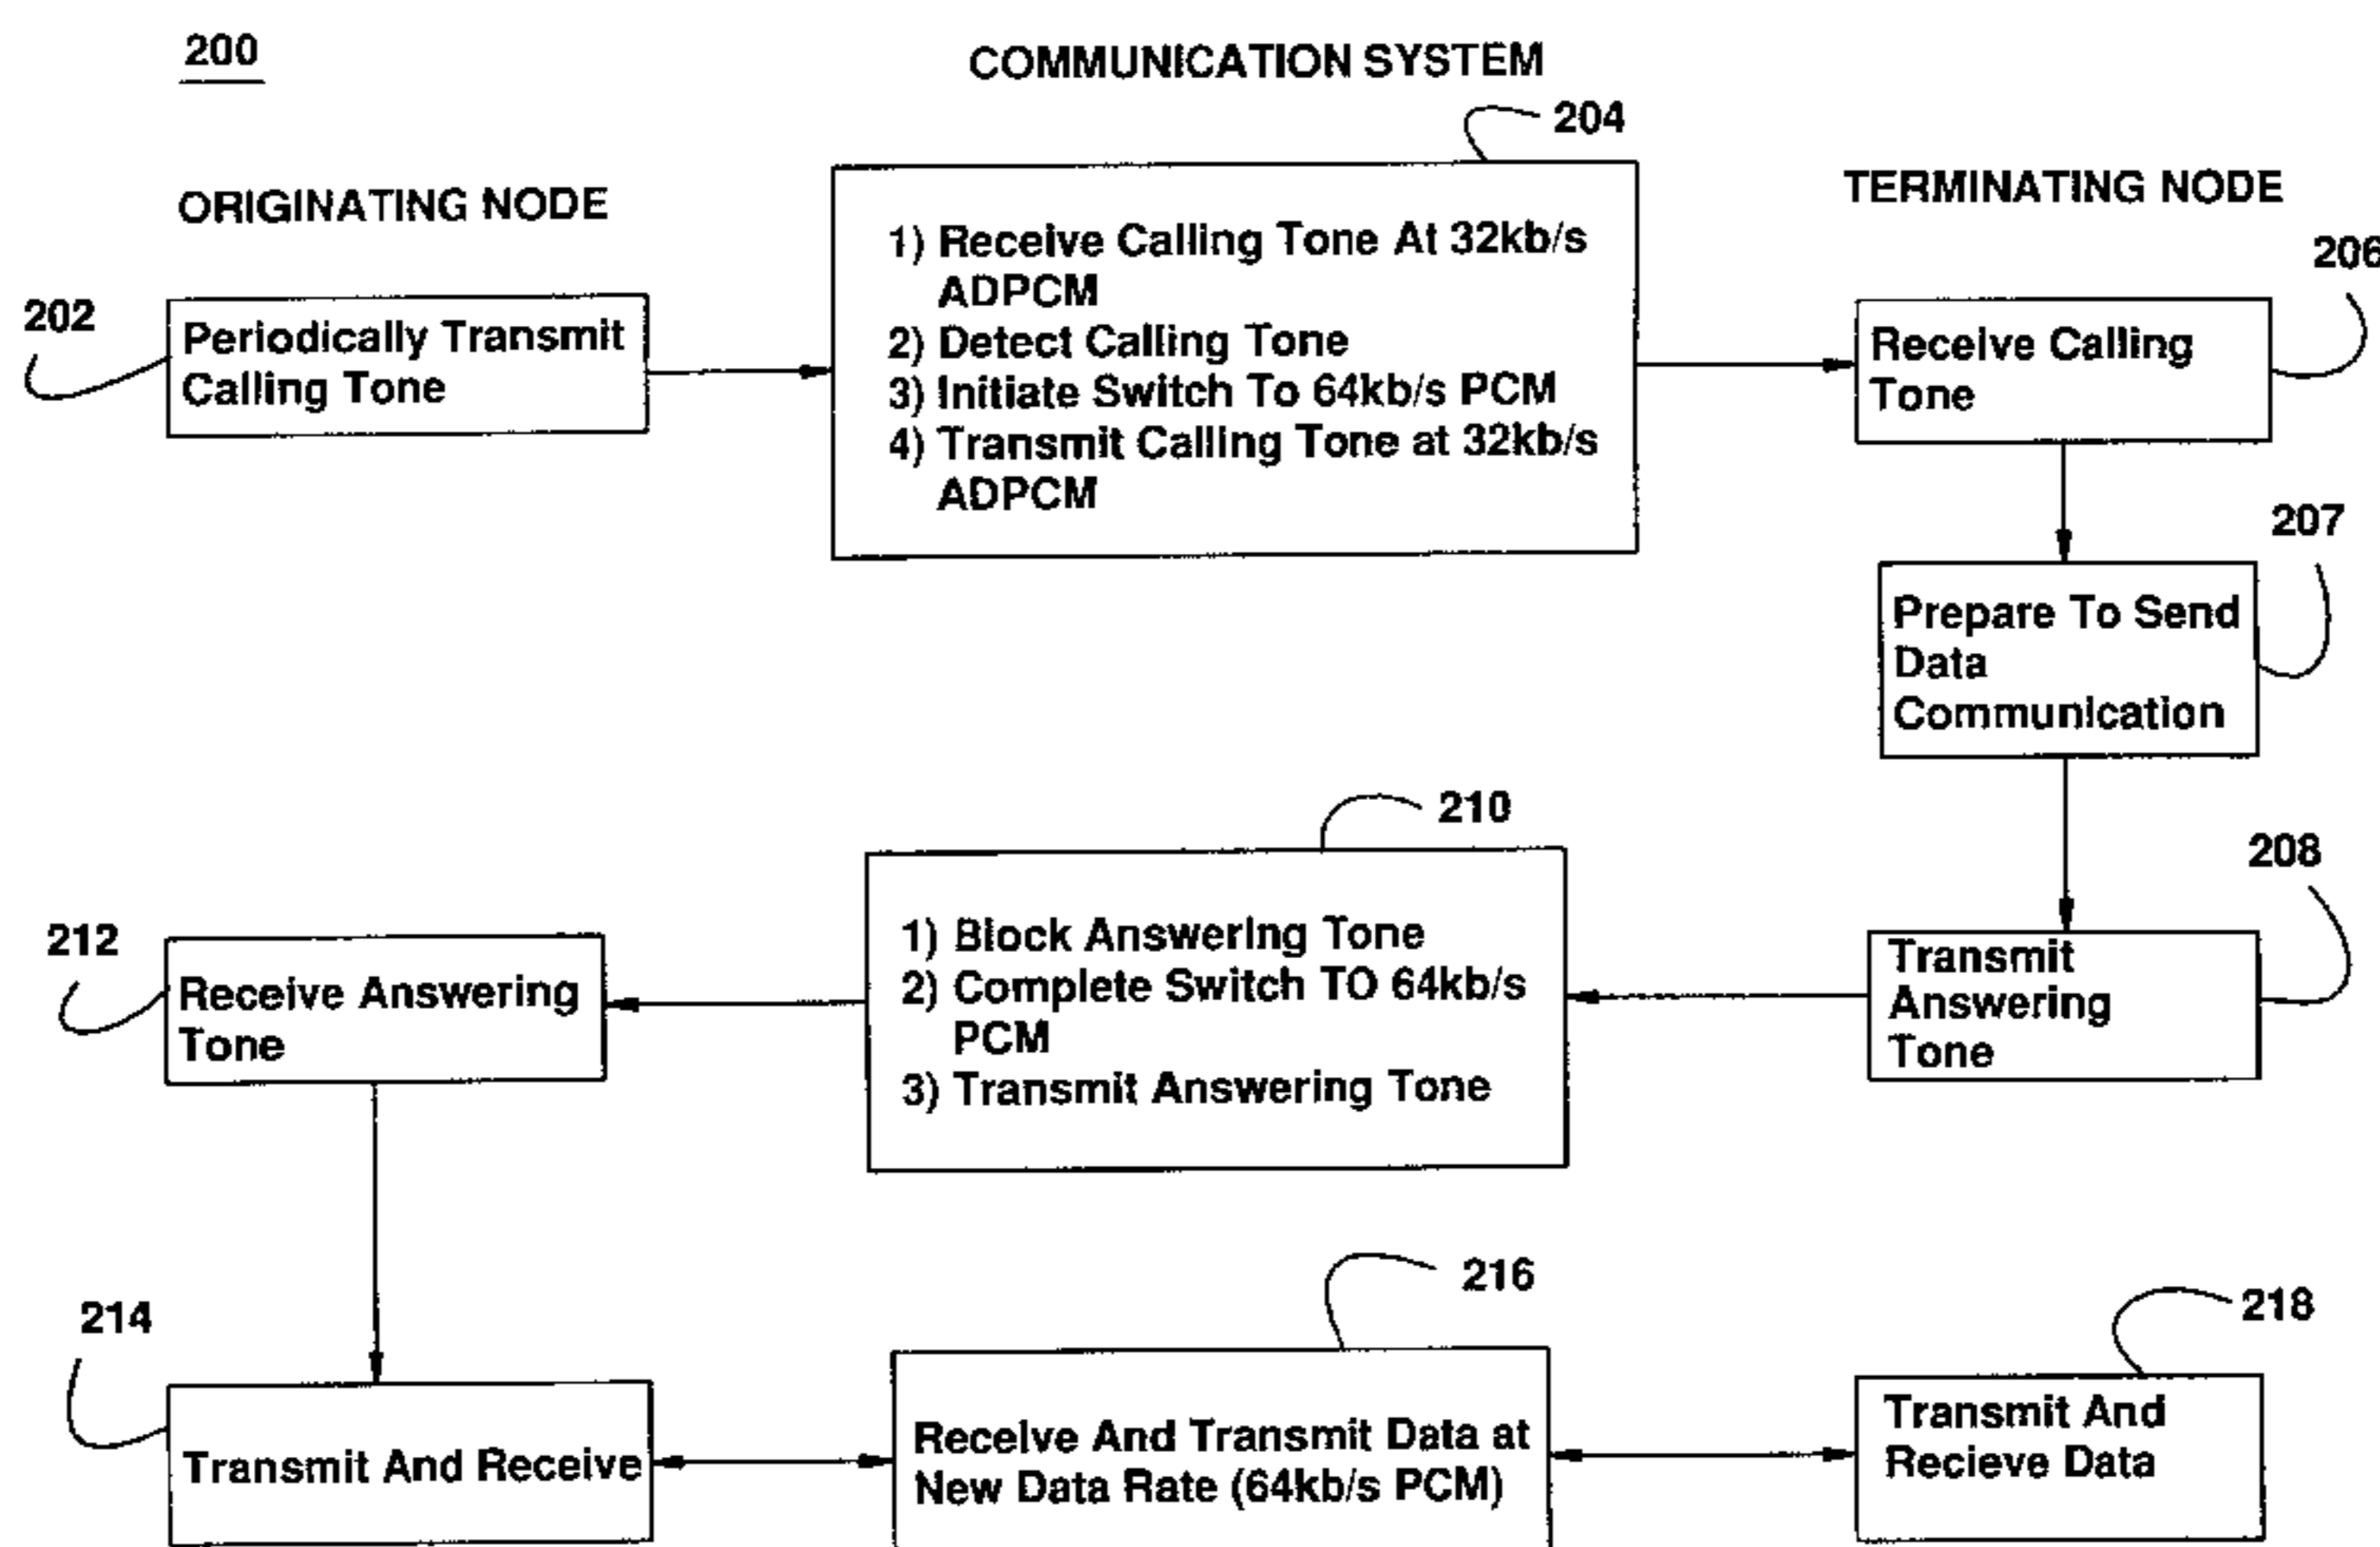 200
COMMUNICATION SYSTEM
204
ORIGINATING NODE
TERMINATING NODE
202
Periodically Transmit
Calling Tone
1) Receive Calling Tone At 32kb/s
ADPCM
2) Detect Calling Tone
3) Initiate Switch To 64kb/s PCM
4) Transmit Calling Tone at 32kb/s
ADPCM
206
Receive Calling
Tone
207
Prepare To Send
Data
Communication
208
Transmit
Answering
Tone
210
1) Block Answering Tone
2) Complete Switch TO 64kb/s
PCM
3) Transmit Answering Tone
212
Receive Answering
Tone
214
Transmit And Receive
216
Receive And Transmit Data at
New Data Rate (64kb/s PCM)
218
Transmit And
Recieve Data